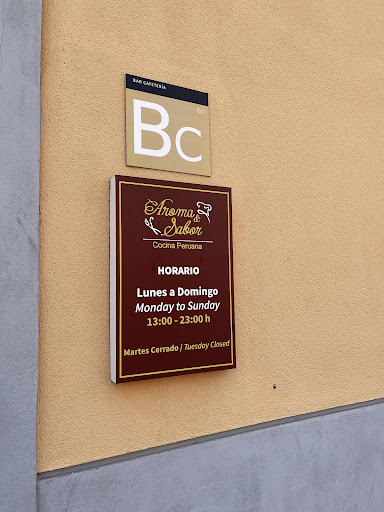 BAR CAFETERÍA
Bc
Aroma &
Sabor
Cocina Peruana
HORARIO
Lunes a Domingo
Monday to Sunday
13:00 - 23:00 h
Martes Cerrado / Tuesday Closed